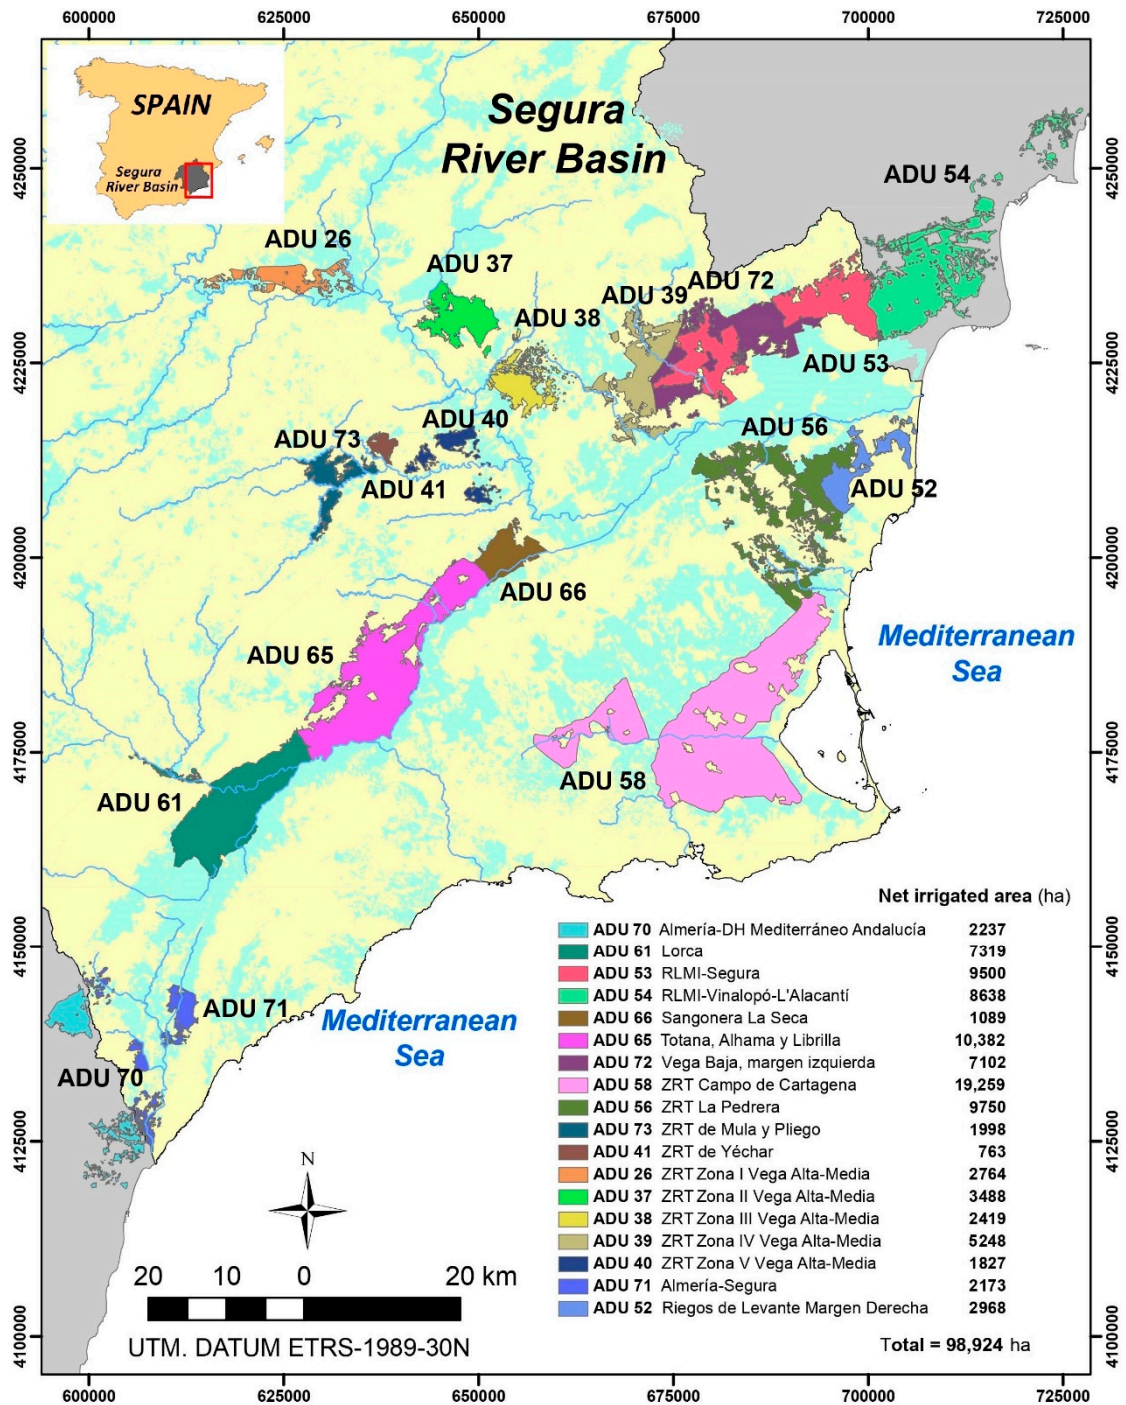 600000 625000 650000 675000 700000 725000
SPAIN
Segura
River Basin
Segura
River Basin
4250000 4250000
ADU 54
ADU 26
ADU 37
ADU 72
ADU 39
ADU 38
4225000 4225000
ADU 53
ADU 40
ADU 56
ADU 73
ADU 41
ADU 52
4200000 4200000
ADU 66
Mediterranean
Sea
ADU 65
4175000 4175000
ADU 58
ADU 61
4150000 4150000
ADU 71
Mediterranean
Sea
ADU 70
4125000 4125000
Net irrigated area (ha)
ADU 70 Almería-DH Mediterráneo Andalucía 2237
ADU 61 Lorca 7319
ADU 53 RLMI-Segura 9500
ADU 54 RLMI-Vinalopó-L'Alacantí 8638
ADU 66 Sangonera La Seca 1089
ADU 65 Totana, Alhama y Librilla 10,382
ADU 72 Vega Baja, margen izquierda 7102
ADU 58 ZRT Campo de Cartagena 19,259
ADU 56 ZRT La Pedrera 9750
ADU 73 ZRT de Mula y Pliego 1998
ADU 41 ZRT de Yéchar 763
ADU 26 ZRT Zona I Vega Alta-Media 2764
ADU 37 ZRT Zona II Vega Alta-Media 3488
ADU 38 ZRT Zona III Vega Alta-Media 2419
ADU 39 ZRT Zona IV Vega Alta-Media 5248
ADU 40 ZRT Zona V Vega Alta-Media 1827
ADU 71 Almería-Segura 2173
ADU 52 Riegos de Levante Margen Derecha 2968
Total = 98,924 ha
N
20 10 0 20 km
UTM. DATUM ETRS-1989-30N
4100000 4100000
600000 625000 650000 675000 700000 725000